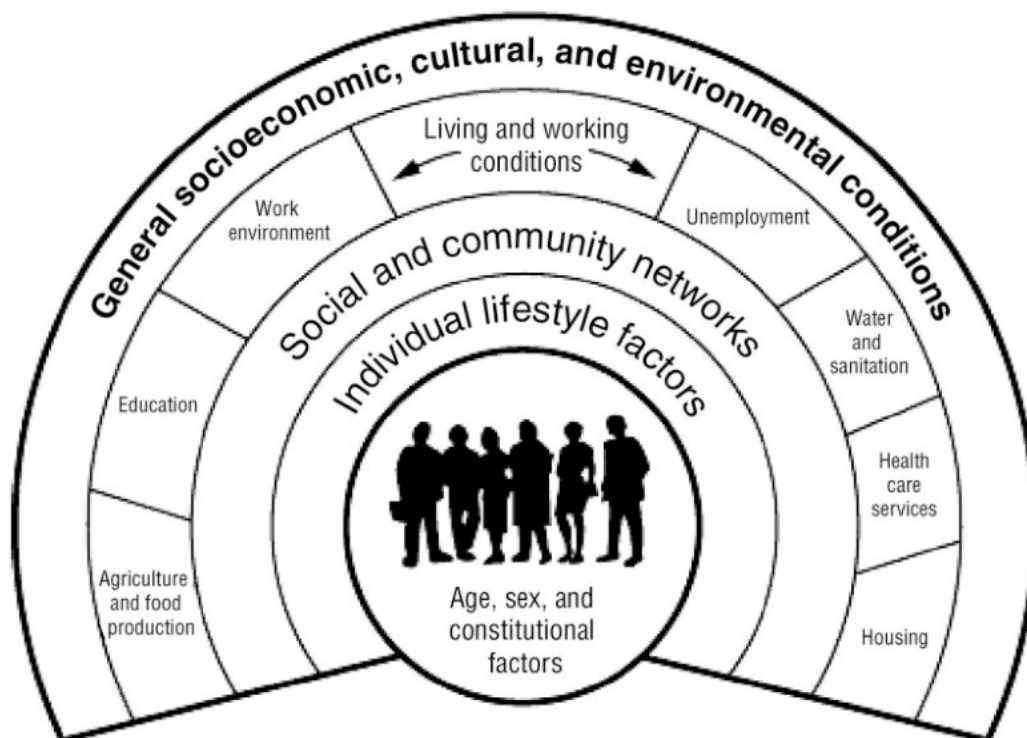 General socioeconomic, cultural, and environmental conditions
Living and working
conditions
Work
environment
Unemployment
Education
Water
and
sanitation
Agriculture
and food
production
Health
care
services
Housing
Social and community networks
Individual lifestyle factors
Age, sex, and
constitutional
factors